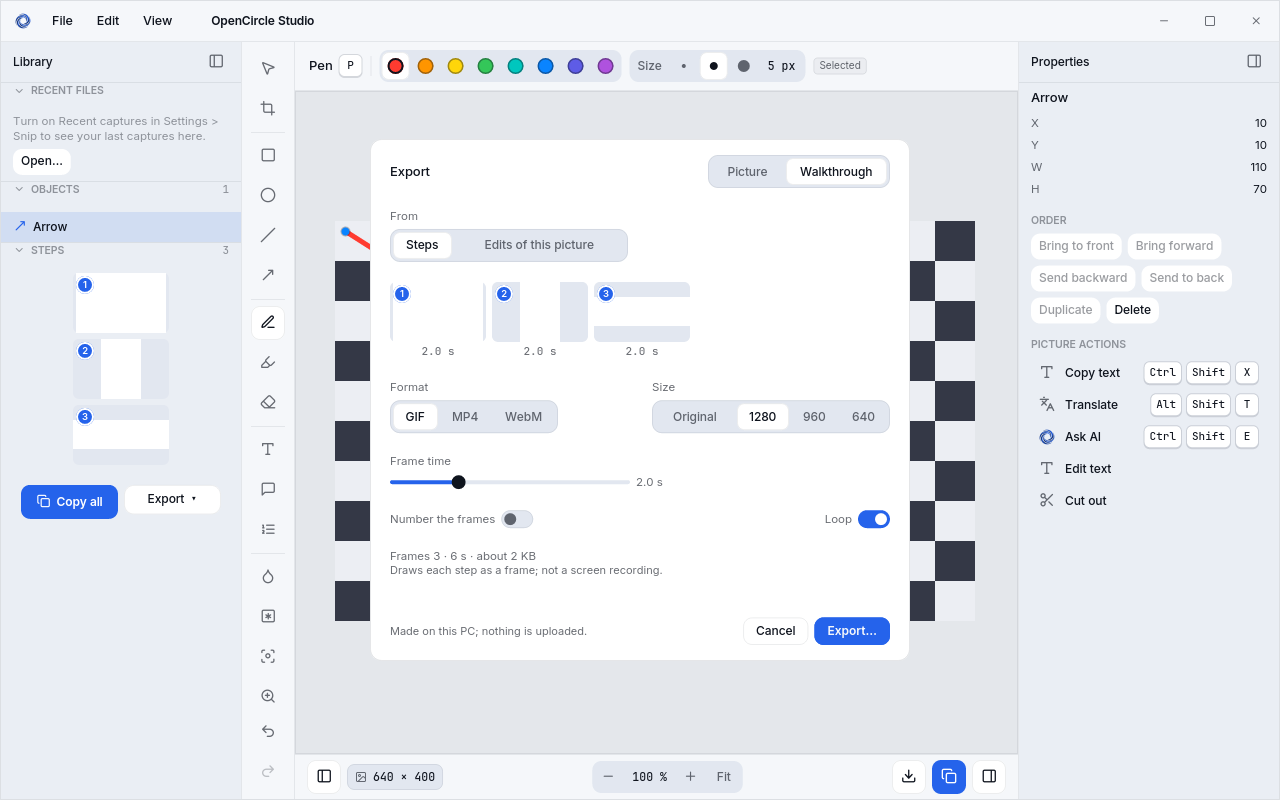 File Edit View OpenCircle Studio
Library
RECENT FILES
Turn on Recent captures in Settings >
Snip to see your last captures here.
Open...
OBJECTS 1
Arrow
STEPS 3
1
2
3
Copy all Export
Pen P Size 5 px Selected
Export Picture Walkthrough
From
Steps Edits of this picture
1 2 3
2.0 s 2.0 s 2.0 s
Format Size
GIF MP4 WebM Original 1280 960 640
Frame time
2.0 s
Number the frames Loop
Frames 3 · 6 s · about 2 KB
Draws each step as a frame; not a screen recording.
Made on this PC; nothing is uploaded. Cancel Export...
640 × 400 − 100 % + Fit
Properties
Arrow
X 10
Y 10
W 110
H 70
ORDER
Bring to front Bring forward
Send backward Send to back
Duplicate Delete
PICTURE ACTIONS
Copy text Ctrl Shift X
Translate Alt Shift T
Ask AI Ctrl Shift E
Edit text
Cut out